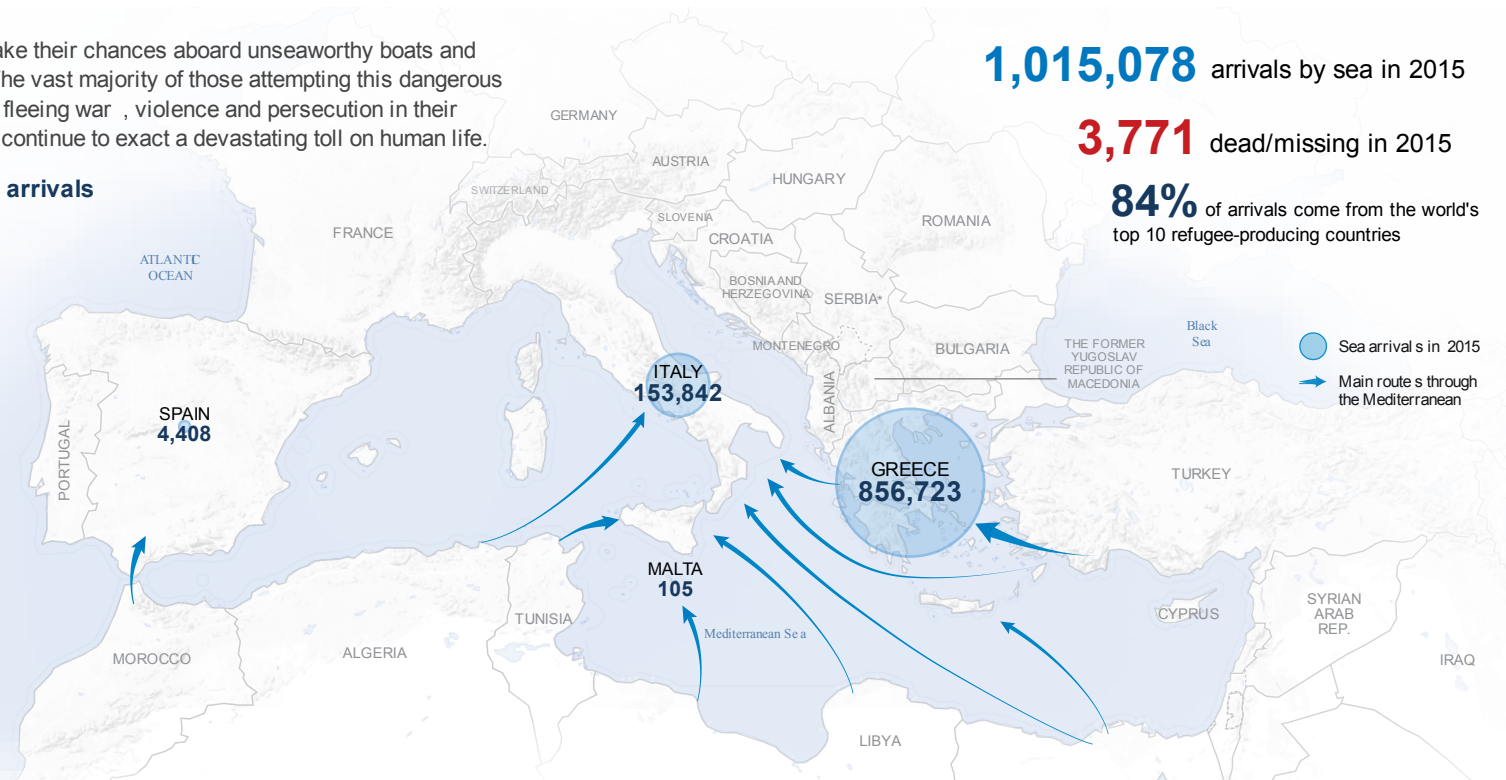 ake their chances aboard unseaworthy boats and
The vast majority of those attempting this dangerous
fleeing war , violence and persecution in their
continue to exact a devastating toll on human life.
arrivals
1,015,078 arrivals by sea in 2015
3,771 dead/missing in 2015
84% of arrivals come from the world's
top 10 refugee-producing countries
GERMANY
AUSTRIA
HUNGARY
SWITZERLAND
SLOVENIA
FRANCE
CROATIA
ROMANIA
ATLANTIC
OCEAN
BOSNIA AND
HERZEGOVINA
SERBIA*
MONTENEGRO
BULGARIA
THE FORMER
YUGOSLAV
REPUBLIC OF
MACEDONIA
Black
Sea
Sea arrivals in 2015
Main routes through
the Mediterranean
ITALY
153,842
ALBANIA
SPAIN
4,408
PORTUGAL
GREECE
856,723
TURKEY
MALTA
105
Mediterranean Sea
CYPRUS
SYRIAN
ARAB
REP.
TUNISIA
MOROCCO
ALGERIA
IRAQ
LIBYA